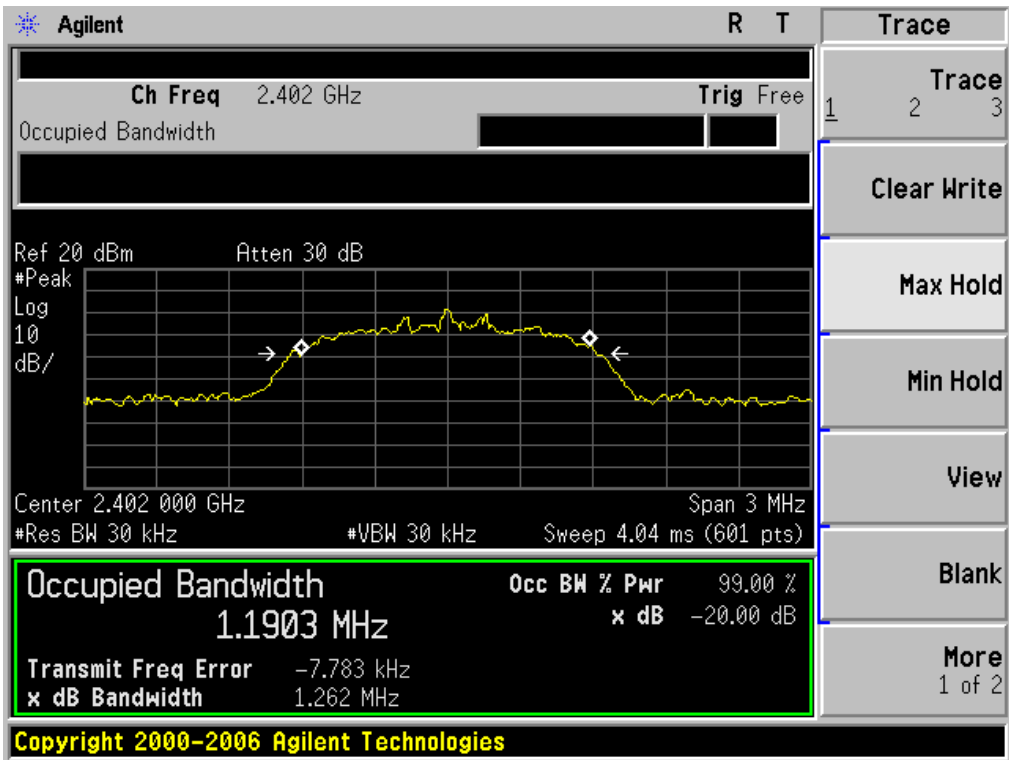 Agilent R T Trace
Ch Freq 2.402 GHz Trig Free
Occupied Bandwidth
Trace
1 2 3
Clear Write
Max Hold
Min Hold
View
Blank
More
1 of 2
Ref 20 dBm Atten 30 dB
#Peak
Log
10
dB/
Center 2.402 000 GHz Span 3 MHz
#Res BW 30 kHz #VBW 30 kHz Sweep 4.04 ms (601 pts)
Occupied Bandwidth Occ BW % Pwr 99.00 %
1.1903 MHz x dB -20.00 dB
Transmit Freq Error -7.783 kHz
x dB Bandwidth 1.262 MHz
Copyright 2000-2006 Agilent Technologies